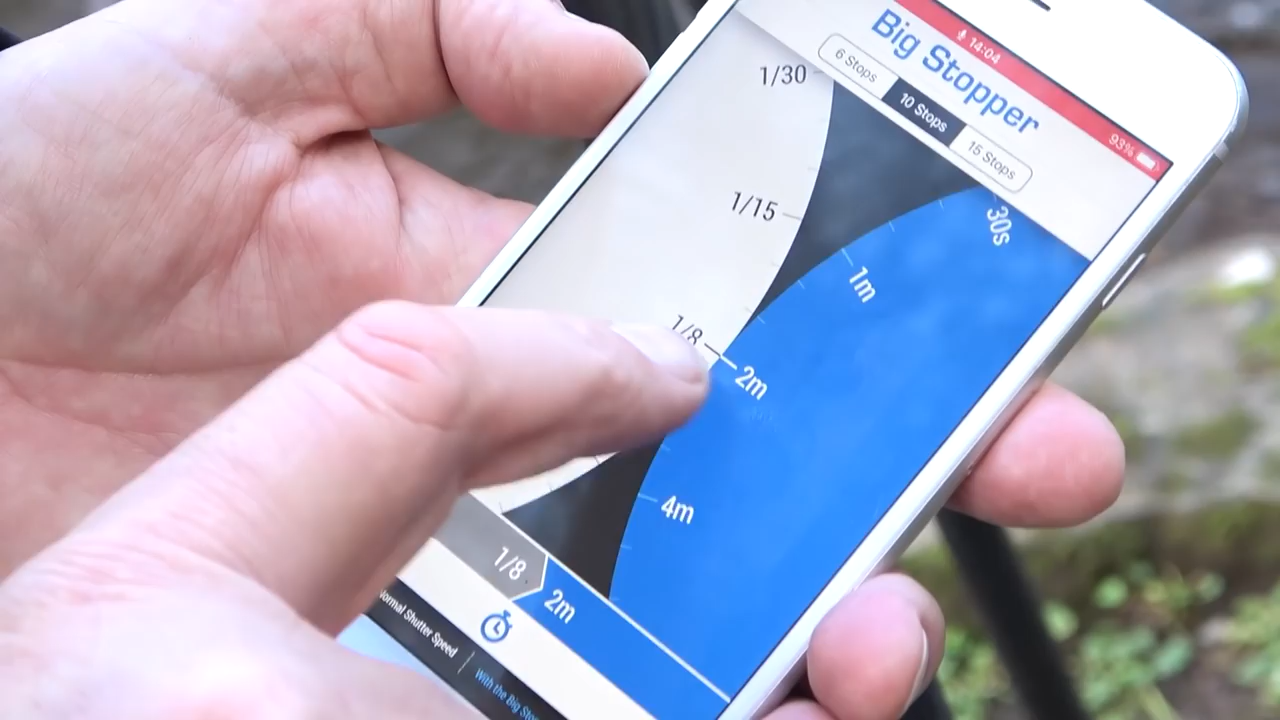 14:04
93%
Big Stopper
6 Stops
10 Stops
15 Stops
1/30
30s
1/15
1m
1/8
2m
4m
1/8
2m
Normal Shutter Speed
With the Big